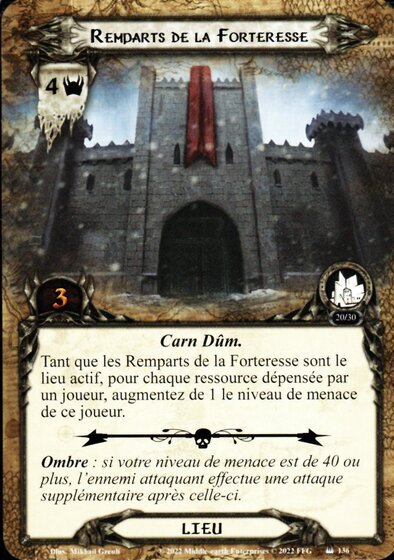 REMPARTS DE LA FORTERESSE
4
3
20/30
Carn Dûm.
Tant que les Remparts de la Forteresse sont le
lieu actif, pour chaque ressource dépensée par
un joueur, augmentez de 1 le niveau de menace
de ce joueur.
Ombre : si votre niveau de menace est de 40 ou
plus, l'ennemi attaquant effectue une attaque
supplémentaire après celle-ci.
Illus. Mikhail Greuli © 2022 Middle-earth Enterprises © 2022 FFG 136
LIEU